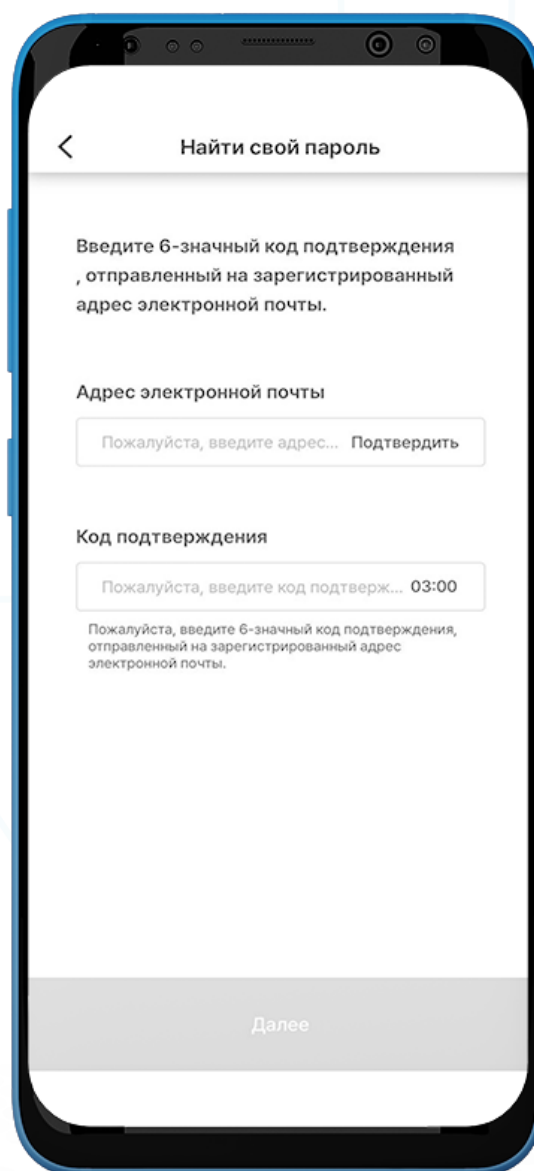 Найти свой пароль
Введите 6-значный код подтверждения
, отправленный на зарегистрированный
адрес электронной почты.
Адрес электронной почты
Пожалуйста, введите адрес... Подтвердить
Код подтверждения
Пожалуйста, введите код подтверж... 03:00
Пожалуйста, введите 6-значный код подтверждения,
отправленный на зарегистрированный адрес
электронной почты.
Далее